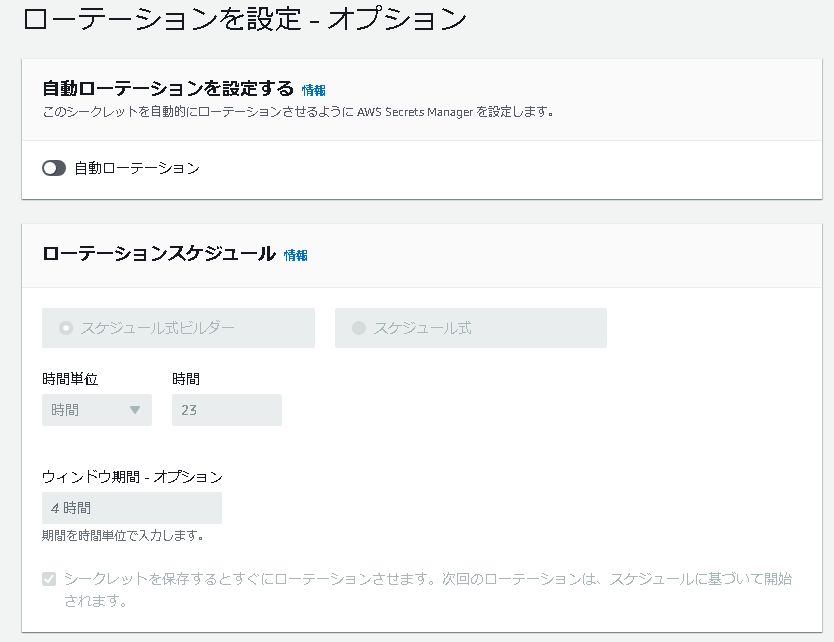 ローテーションを設定 - オプション
自動ローテーションを設定する 情報
このシークレットを自動的にローテーションさせるように AWS Secrets Manager を設定します。
自動ローテーション
ローテーションスケジュール 情報
スケジュール式ビルダー スケジュール式
時間単位 時間
時間 23
ウィンドウ期間 - オプション
4 時間
期間を時間単位で入力します。
シークレットを保存するとすぐにローテーションさせます。次回のローテーションは、スケジュールに基づいて開始
されます。